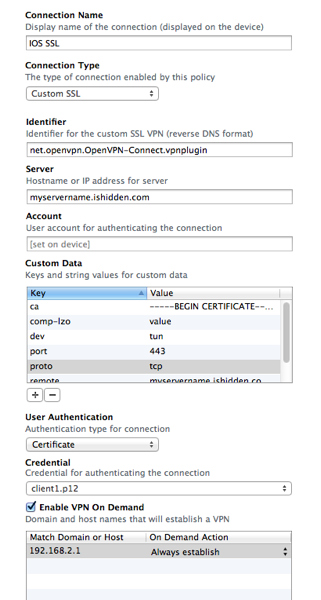 Connection Name
Display name of the connection (displayed on the device)
IOS SSL
Connection Type
The type of connection enabled by this policy
Custom SSL
Identifier
Identifier for the custom SSL VPN (reverse DNS format)
net.openvpn.OpenVPN-Connect.vpnplugin
Server
Hostname or IP address for server
myservername.ishidden.com
Account
User account for authenticating the connection
[set on device]
Custom Data
Keys and string values for custom data
Key Value
ca -----BEGIN CERTIFICATE--...
comp-lzo value
dev tun
port 443
proto tcp
remote myservername.ishidden.co
User Authentication
Authentication type for connection
Certificate
Credential
Credential for authenticating the connection
client1.p12
Enable VPN On Demand
Domain and host names that will establish a VPN
Match Domain or Host On Demand Action
192.168.2.1 Always establish